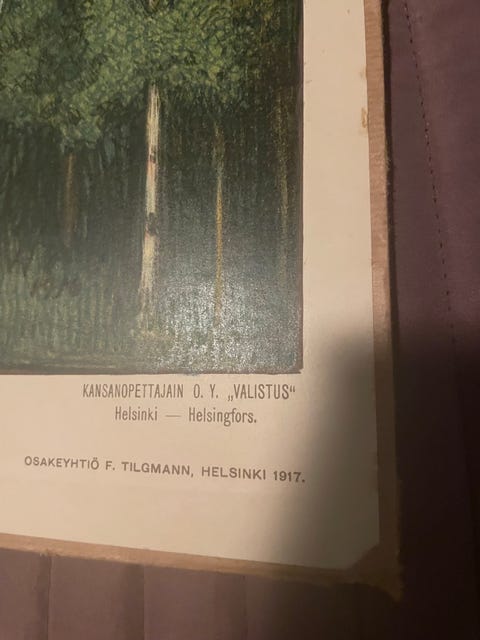 KANSANOPETTAJAIN O. Y. „VALISTUS“
Helsinki — Helsingfors.
OSAKEYHTIÖ F. TILGMANN, HELSINKI 1917.